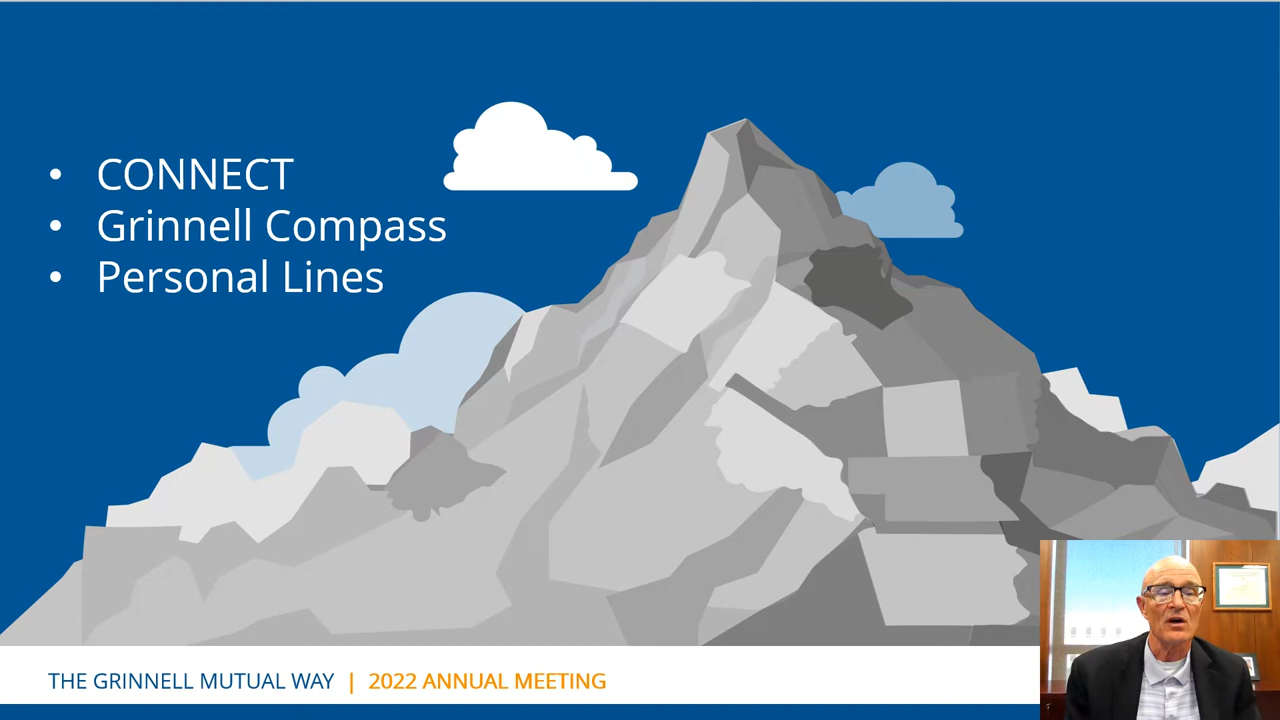 • CONNECT
• Grinnell Compass
• Personal Lines
THE GRINNELL MUTUAL WAY | 2022 ANNUAL MEETING